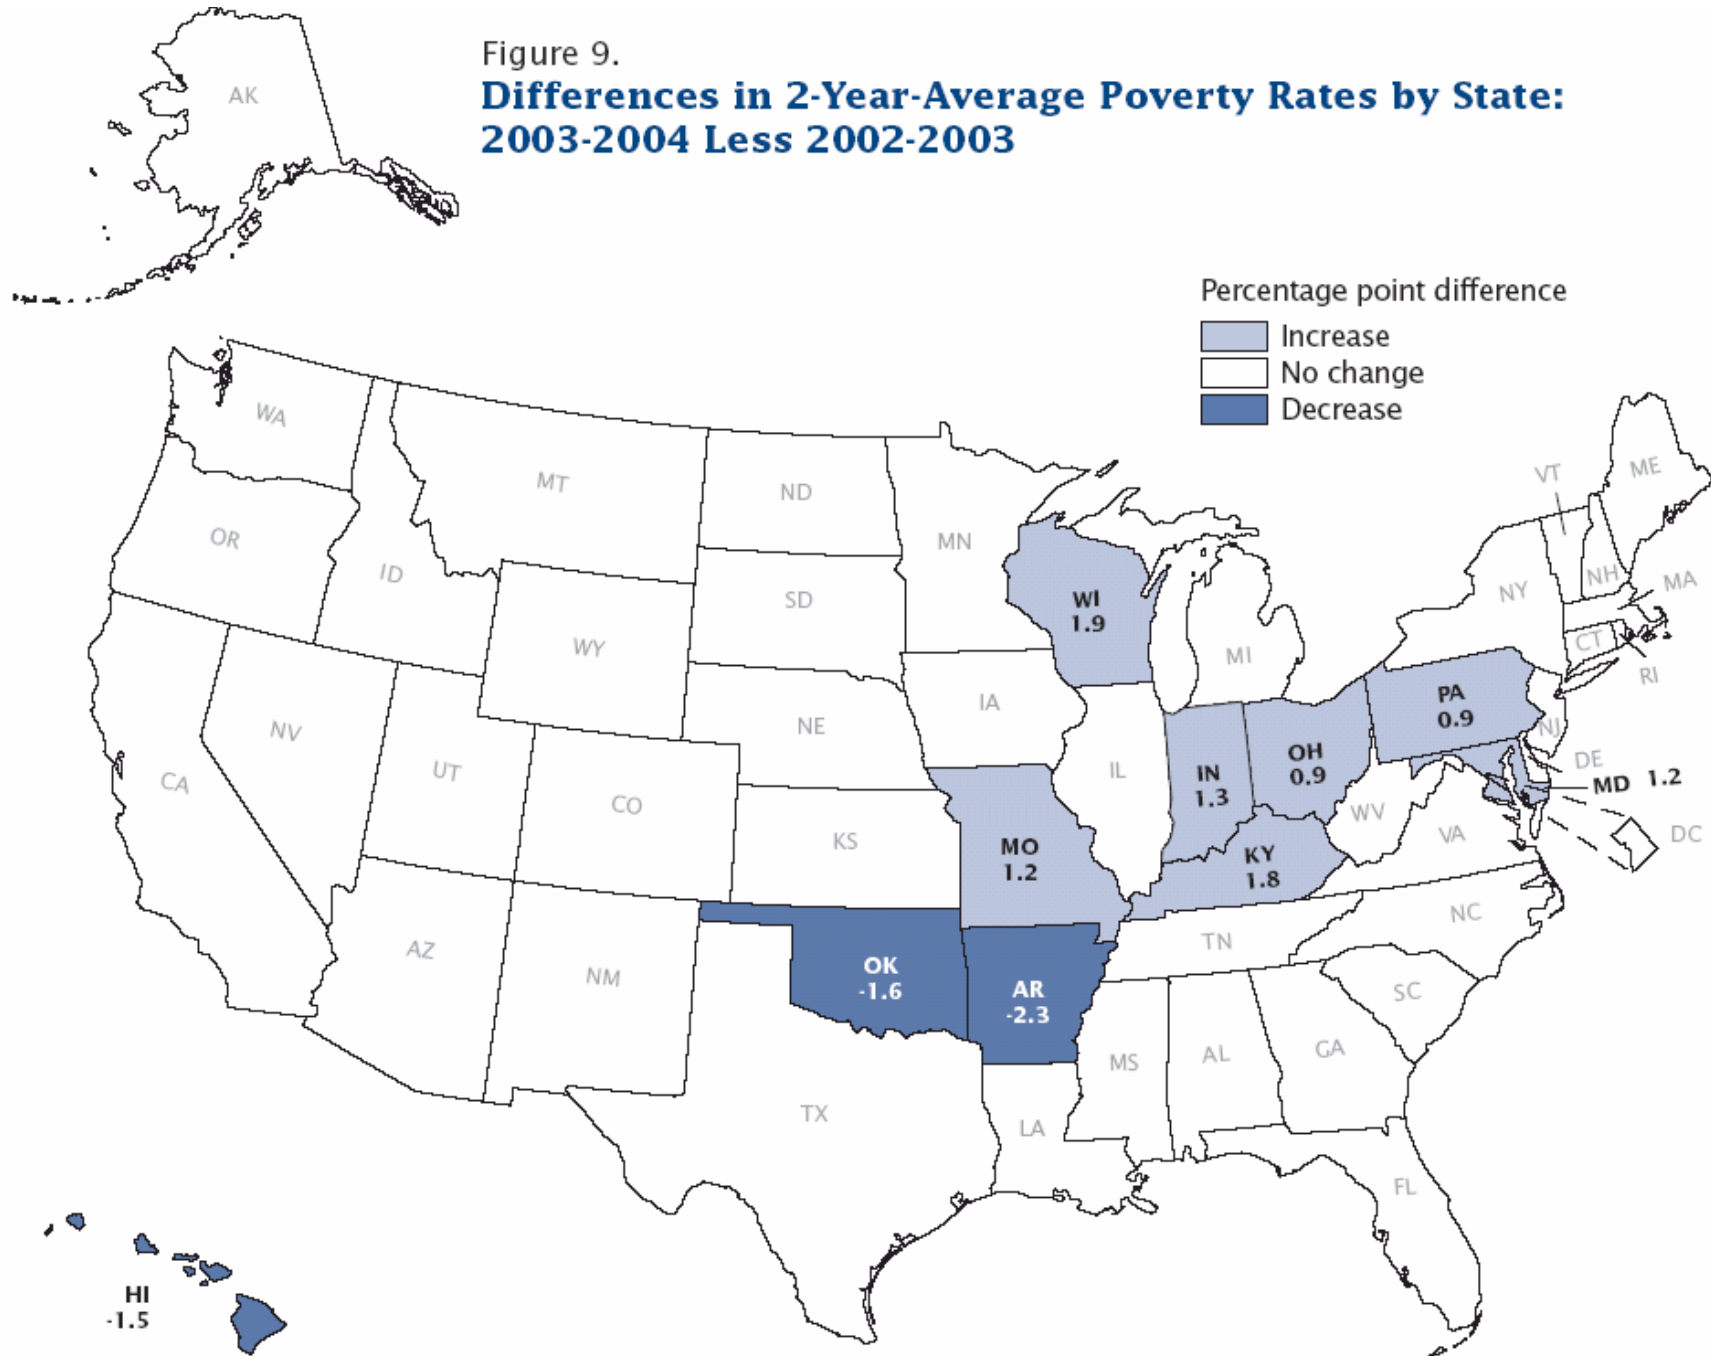 Figure 9.
Differences in 2-Year-Average Poverty Rates by State:
2003-2004 Less 2002-2003
AK
Percentage point difference
Increase
No change
Decrease
WA
MT
ND
MN
VT
ME
OR
ID
SD
WI
1.9
NH
MA
NY
WY
MI
CT
RI
IA
PA
0.9
NV
NE
NJ
OH
0.9
DE
CA
UT
IL
IN
1.3
MD 1.2
CO
WV
KS
MO
1.2
KY
1.8
VA
DC
AZ
NM
OK
-1.6
AR
-2.3
TN
NC
SC
MS
AL
GA
TX
LA
FL
HI
-1.5